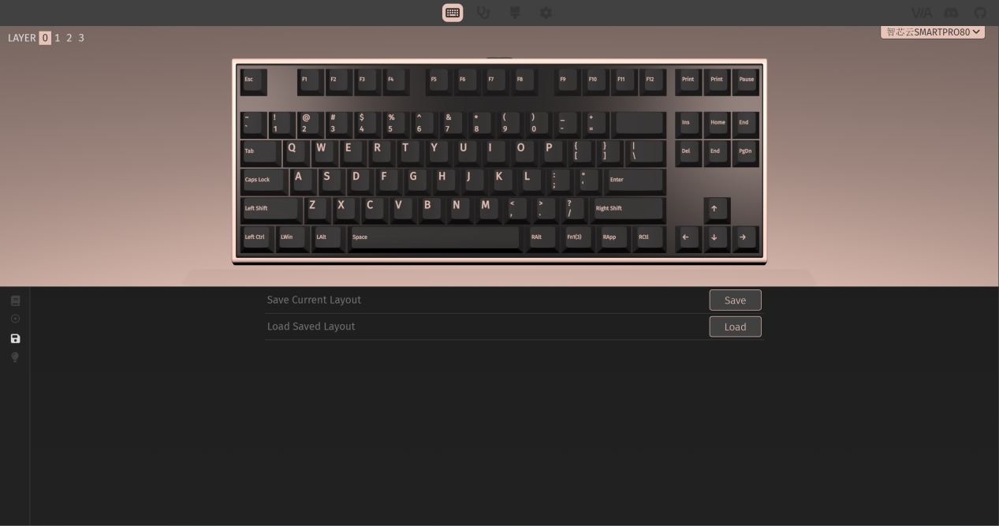 VIA
LAYER 0 1 2 3
智芯云SMARTPRO80
Esc F1 F2 F3 F4 F5 F6 F7 F8 F9 F10 F11 F12 Print Print Pause
~ ! @ # $ % ^ & * ( ) _ +
` 1 2 3 4 5 6 7 8 9 0 - = Ins Home End
Tab Q W E R T Y U I O P { } | Del End PgDn
[ ] \
Caps Lock A S D F G H J K L : " Enter
; '
Left Shift Z X C V B N M < > ? Right Shift ↑
, . /
Left Ctrl LWin LAlt Space RAlt Fn1(3) RApp RCtl ← ↓ →
Save Current Layout Save
Load Saved Layout Load